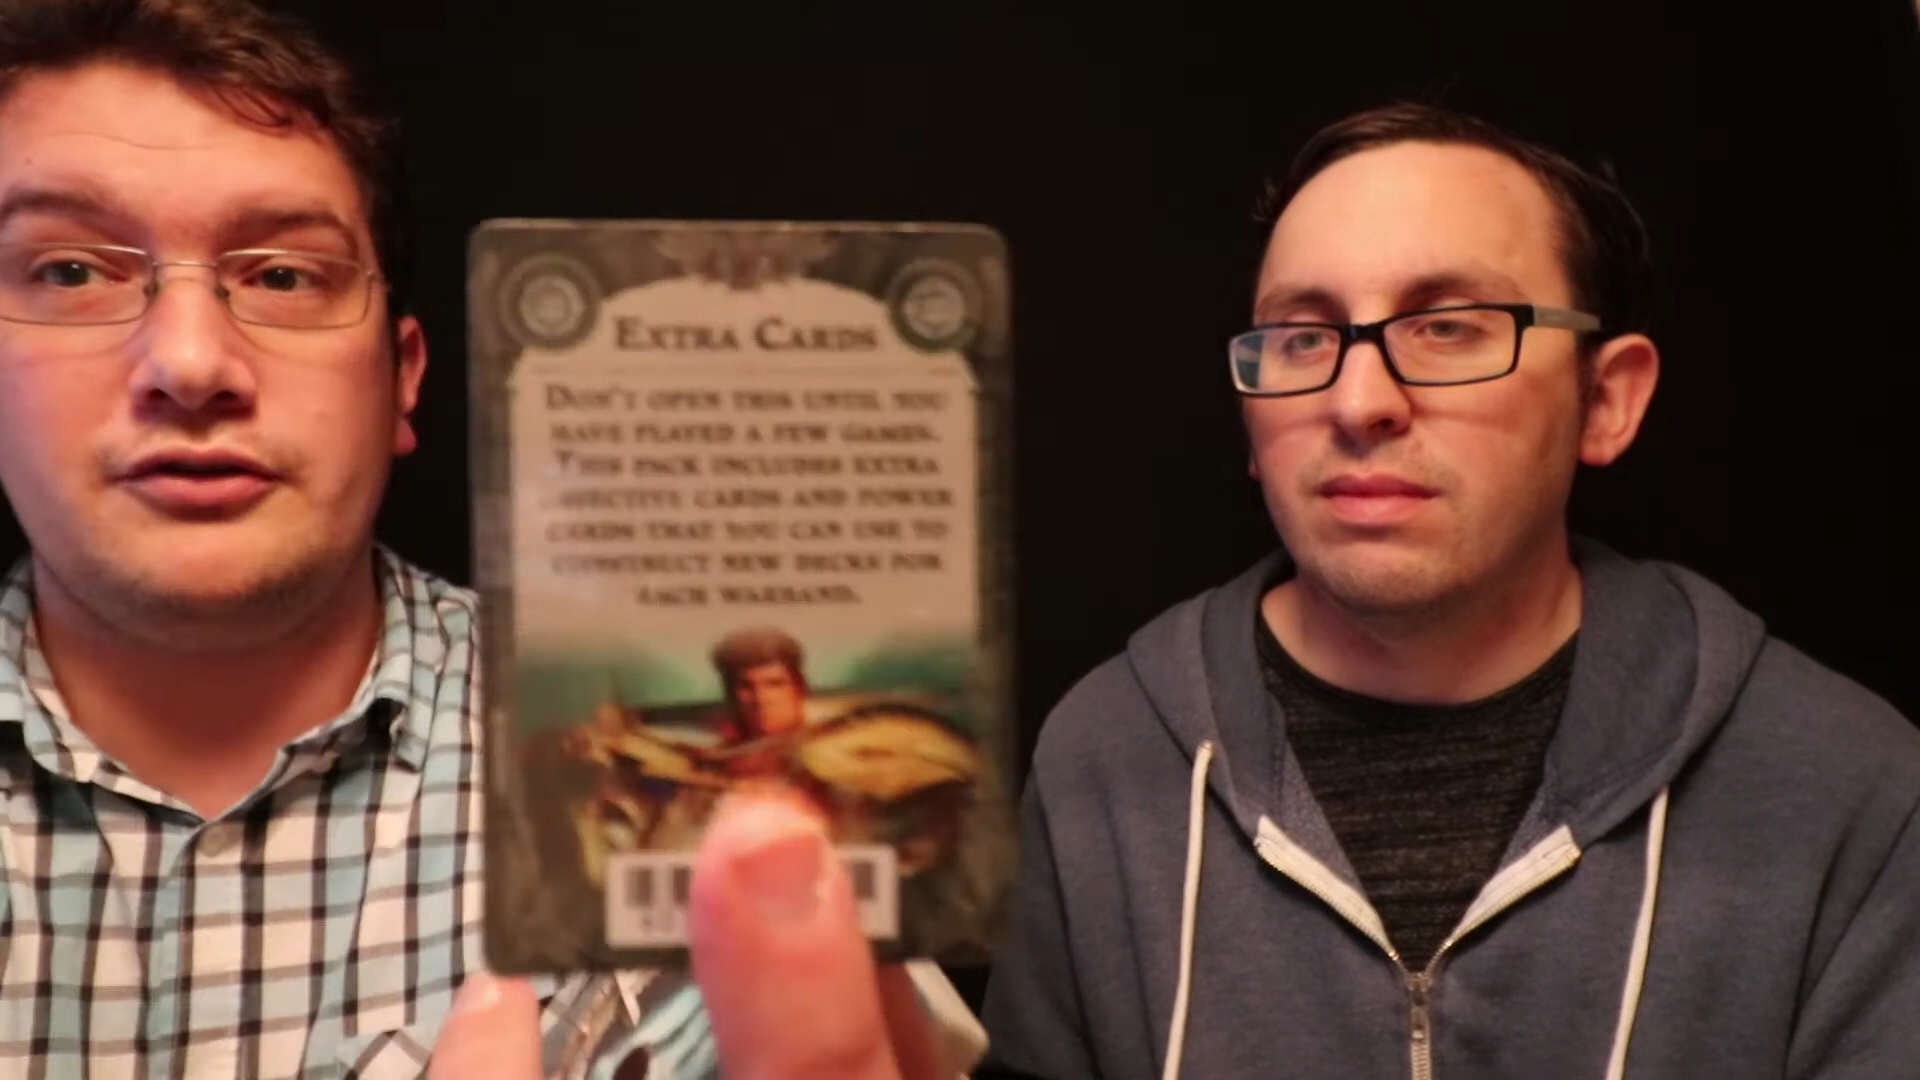 EXTRA CARDS
DON'T OPEN THIS UNTIL YOU
HAVE PLAYED A FEW GAMES.
THIS PACK INCLUDES EXTRA
OBJECTIVE CARDS AND POWER
CARDS THAT YOU CAN USE TO
CONSTRUCT NEW DECKS FOR
EACH WARBAND.